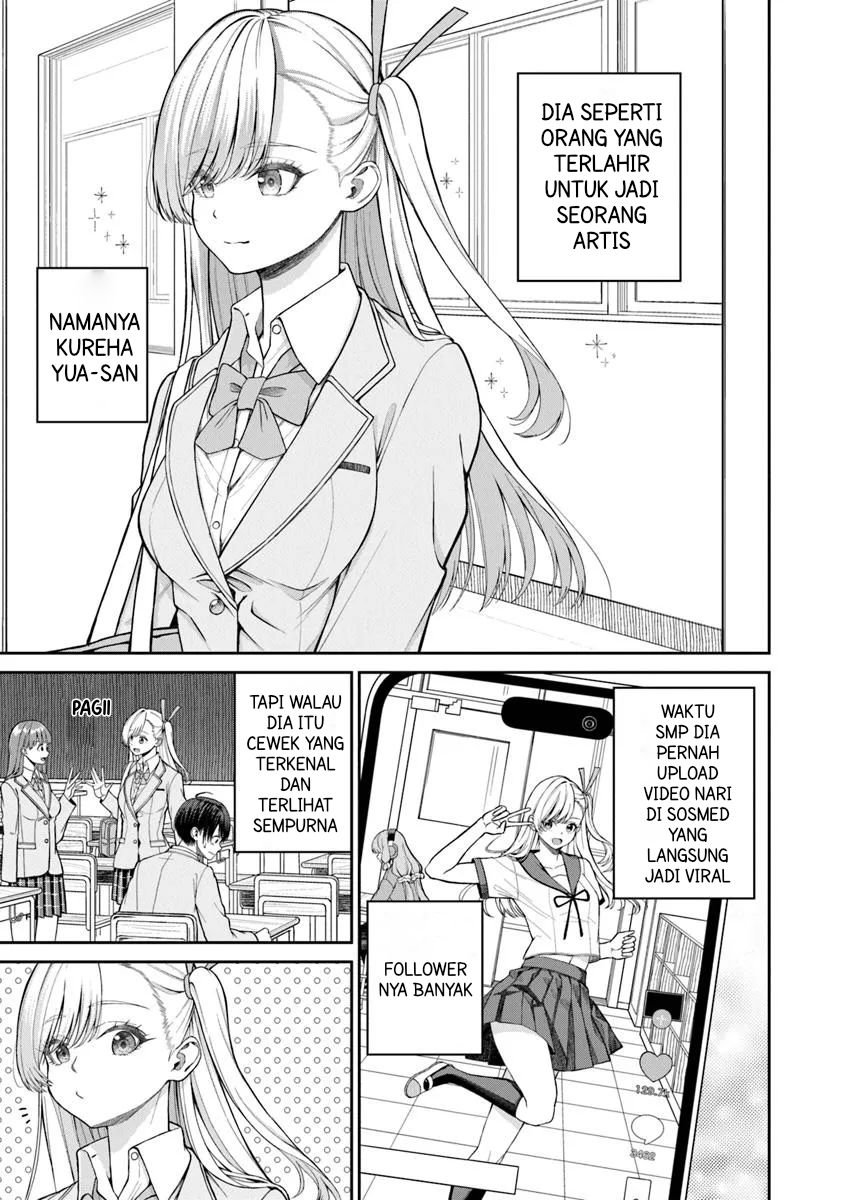 DIA SEPERTI
ORANG YANG
TERLAHIR
UNTUK JADI
SEORANG
ARTIS
NAMANYA
KUREHA
YUA-SAN
WAKTU
SMP DIA
PERNAH
UPLOAD
VIDEO NARI
DI SOSMED
YANG
LANGSUNG
JADI VIRAL
FOLLOWER
NYA BANYAK
3462
TAPI WALAU
DIA ITU
CEWEK YANG
TERKENAL
DAN
TERLIHAT
SEMPURNA
PAGII